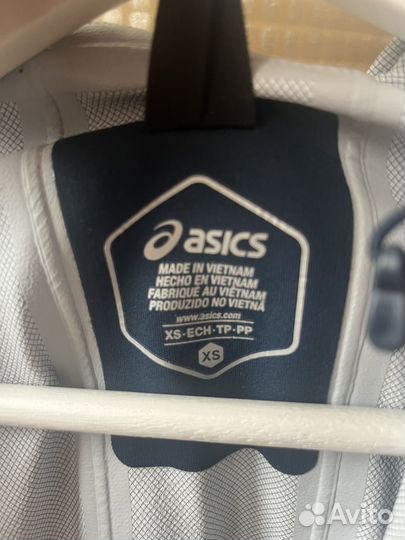 asics
MADE IN VIETNAM
HECHO EN VIETNAM
FABRIQUÉ AU VIÊTNAM
PRODUZIDO NO VIETNÃ
www.asics.com
XS·ECH·TP·PP
XS
Avito